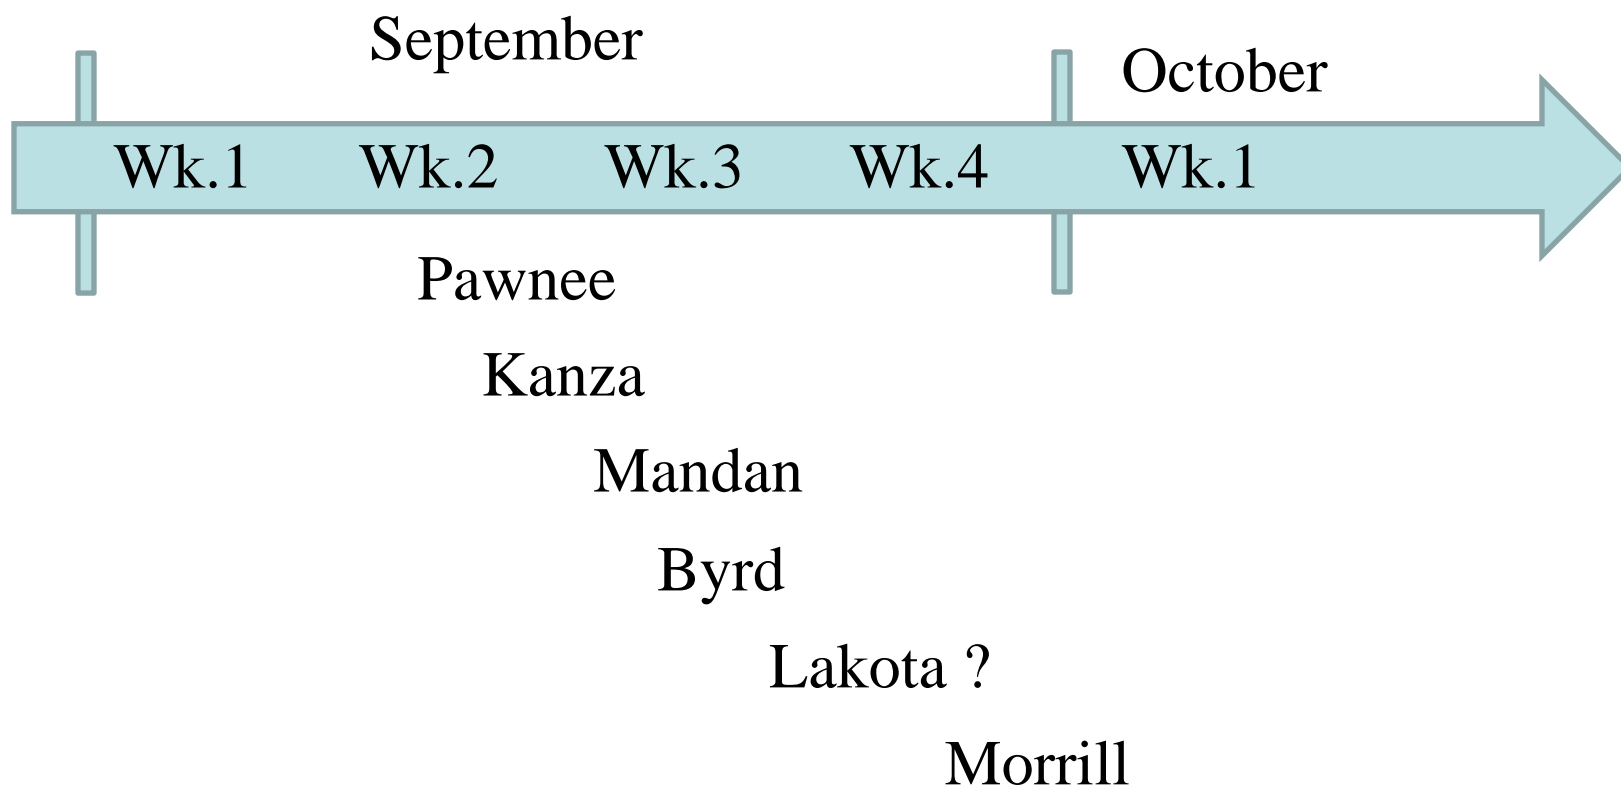 September
October
Wk.1 Wk.2 Wk.3 Wk.4 Wk.1
Pawnee
Kanza
Mandan
Byrd
Lakota ?
Morrill